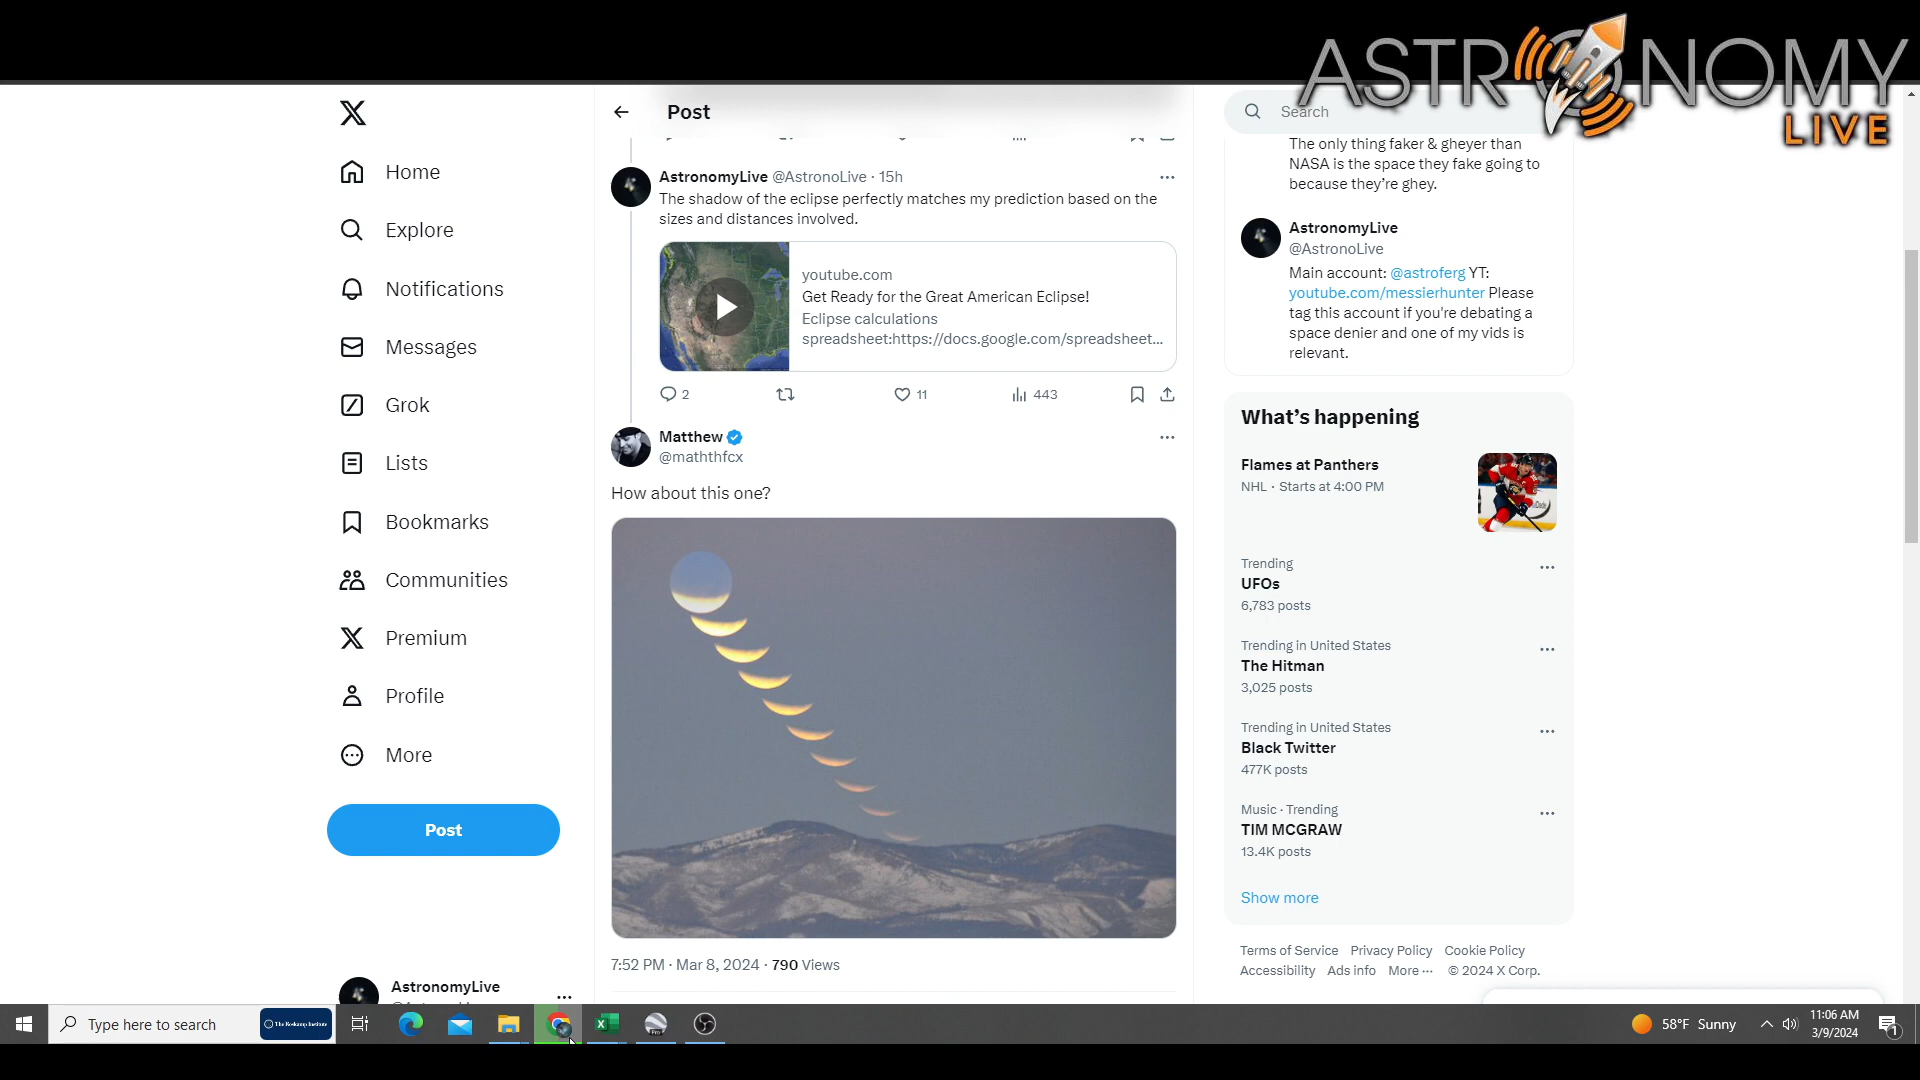 ASTRONOMY
LIVE
Post
Search
Home
Explore
Notifications
Messages
Grok
Lists
Bookmarks
Communities
Premium
Profile
More
Post
AstronomyLive
AstronomyLive @AstronoLive · 15h
The shadow of the eclipse perfectly matches my prediction based on the
sizes and distances involved.
youtube.com
Get Ready for the Great American Eclipse!
Eclipse calculations
spreadsheet:https://docs.google.com/spreadsheet...
2
11
443
Matthew
@maththfcx
How about this one?
7:52 PM · Mar 8, 2024 · 790 Views
The only thing faker & gheyer than
NASA is the space they fake going to
because they’re ghey.
AstronomyLive
@AstronoLive
Main account: @astroferg YT:
youtube.com/messierhunter Please
tag this account if you're debating a
space denier and one of my vids is
relevant.
What’s happening
Flames at Panthers
NHL · Starts at 4:00 PM
Trending
UFOs
6,783 posts
Trending in United States
The Hitman
3,025 posts
Trending in United States
Black Twitter
477K posts
Music · Trending
TIM MCGRAW
13.4K posts
Show more
Terms of Service Privacy Policy Cookie Policy
Accessibility Ads info More ··· © 2024 X Corp.
Type here to search
58°F Sunny
11:06 AM
3/9/2024
1